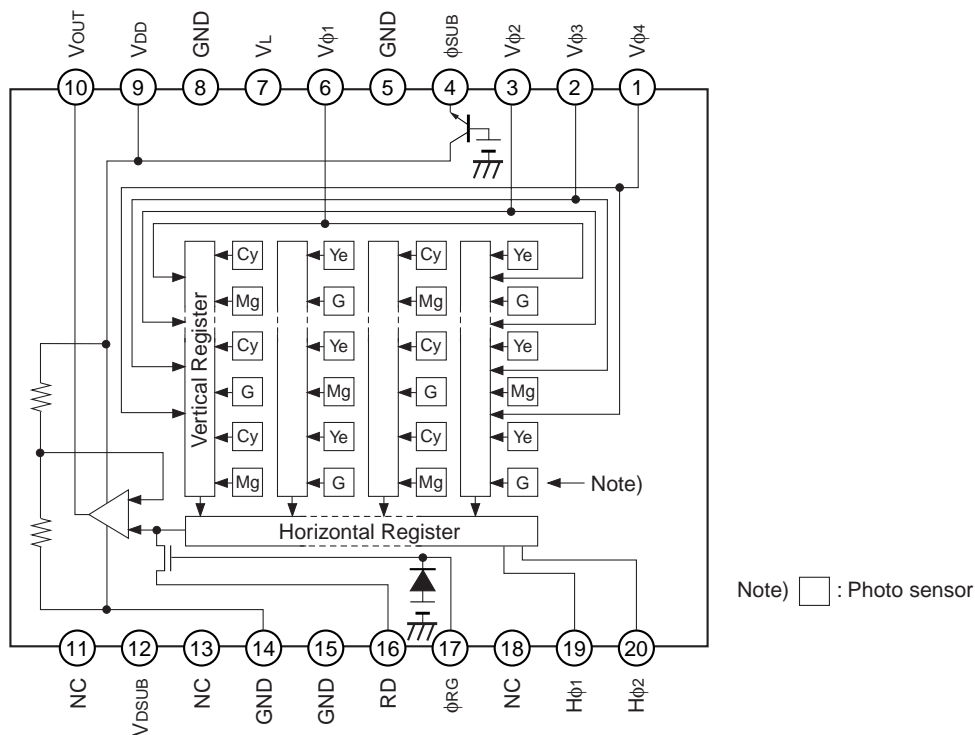 VOUT VDD GND VL Vφ1 GND φSUB Vφ2 Vφ3 Vφ4
10 9 8 7 6 5 4 3 2 1
Vertical Register
Cy Ye Cy Ye
Mg G Mg G
Cy Ye Cy Ye
G Mg G Mg
Cy Ye Cy Ye
Mg G Mg G
Note)
Horizontal Register
Note) : Photo sensor
11 12 13 14 15 16 17 18 19 20
NC VDSUB NC GND GND RD φRG NC Hφ1 Hφ2